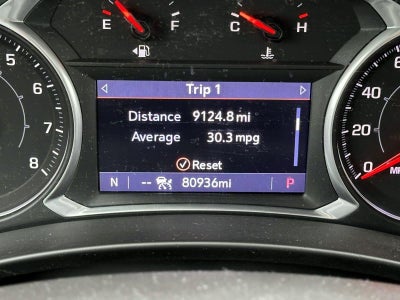 E F C H
Trip 1
Distance 9124.8 mi
Average 30.3 mpg
Reset
N -- 80936mi P
5
6
7
8
60
40
20
0